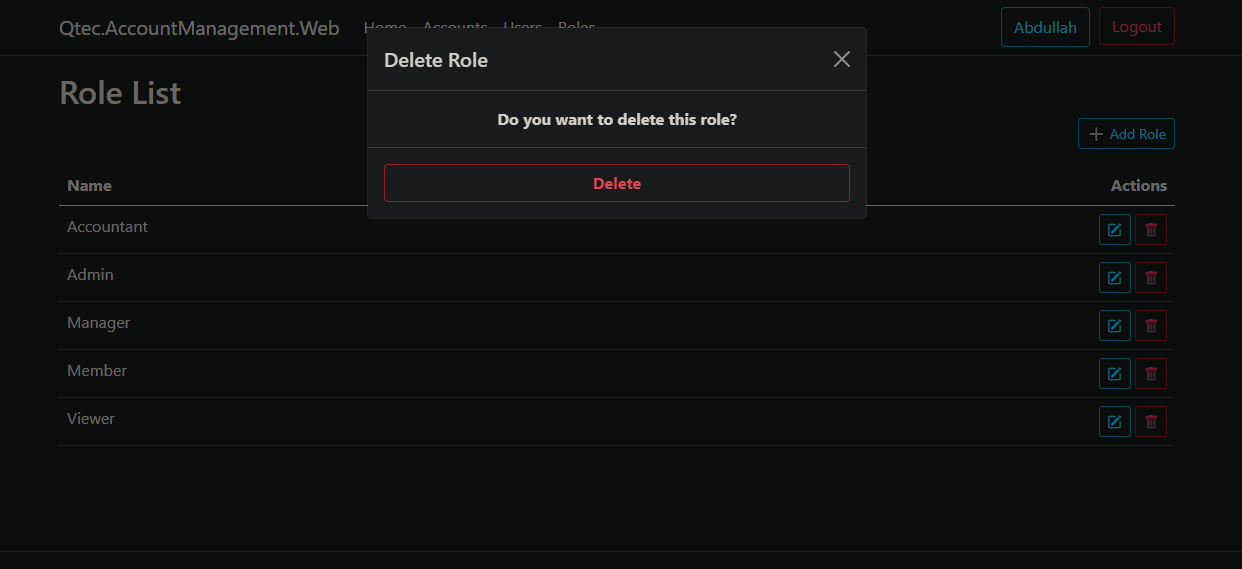 Qtec.AccountManagement.Web Home Accounts Users Roles Abdullah Logout
Delete Role
Role List
Do you want to delete this role?
Add Role
Delete
Name Actions
Accountant
Admin
Manager
Member
Viewer